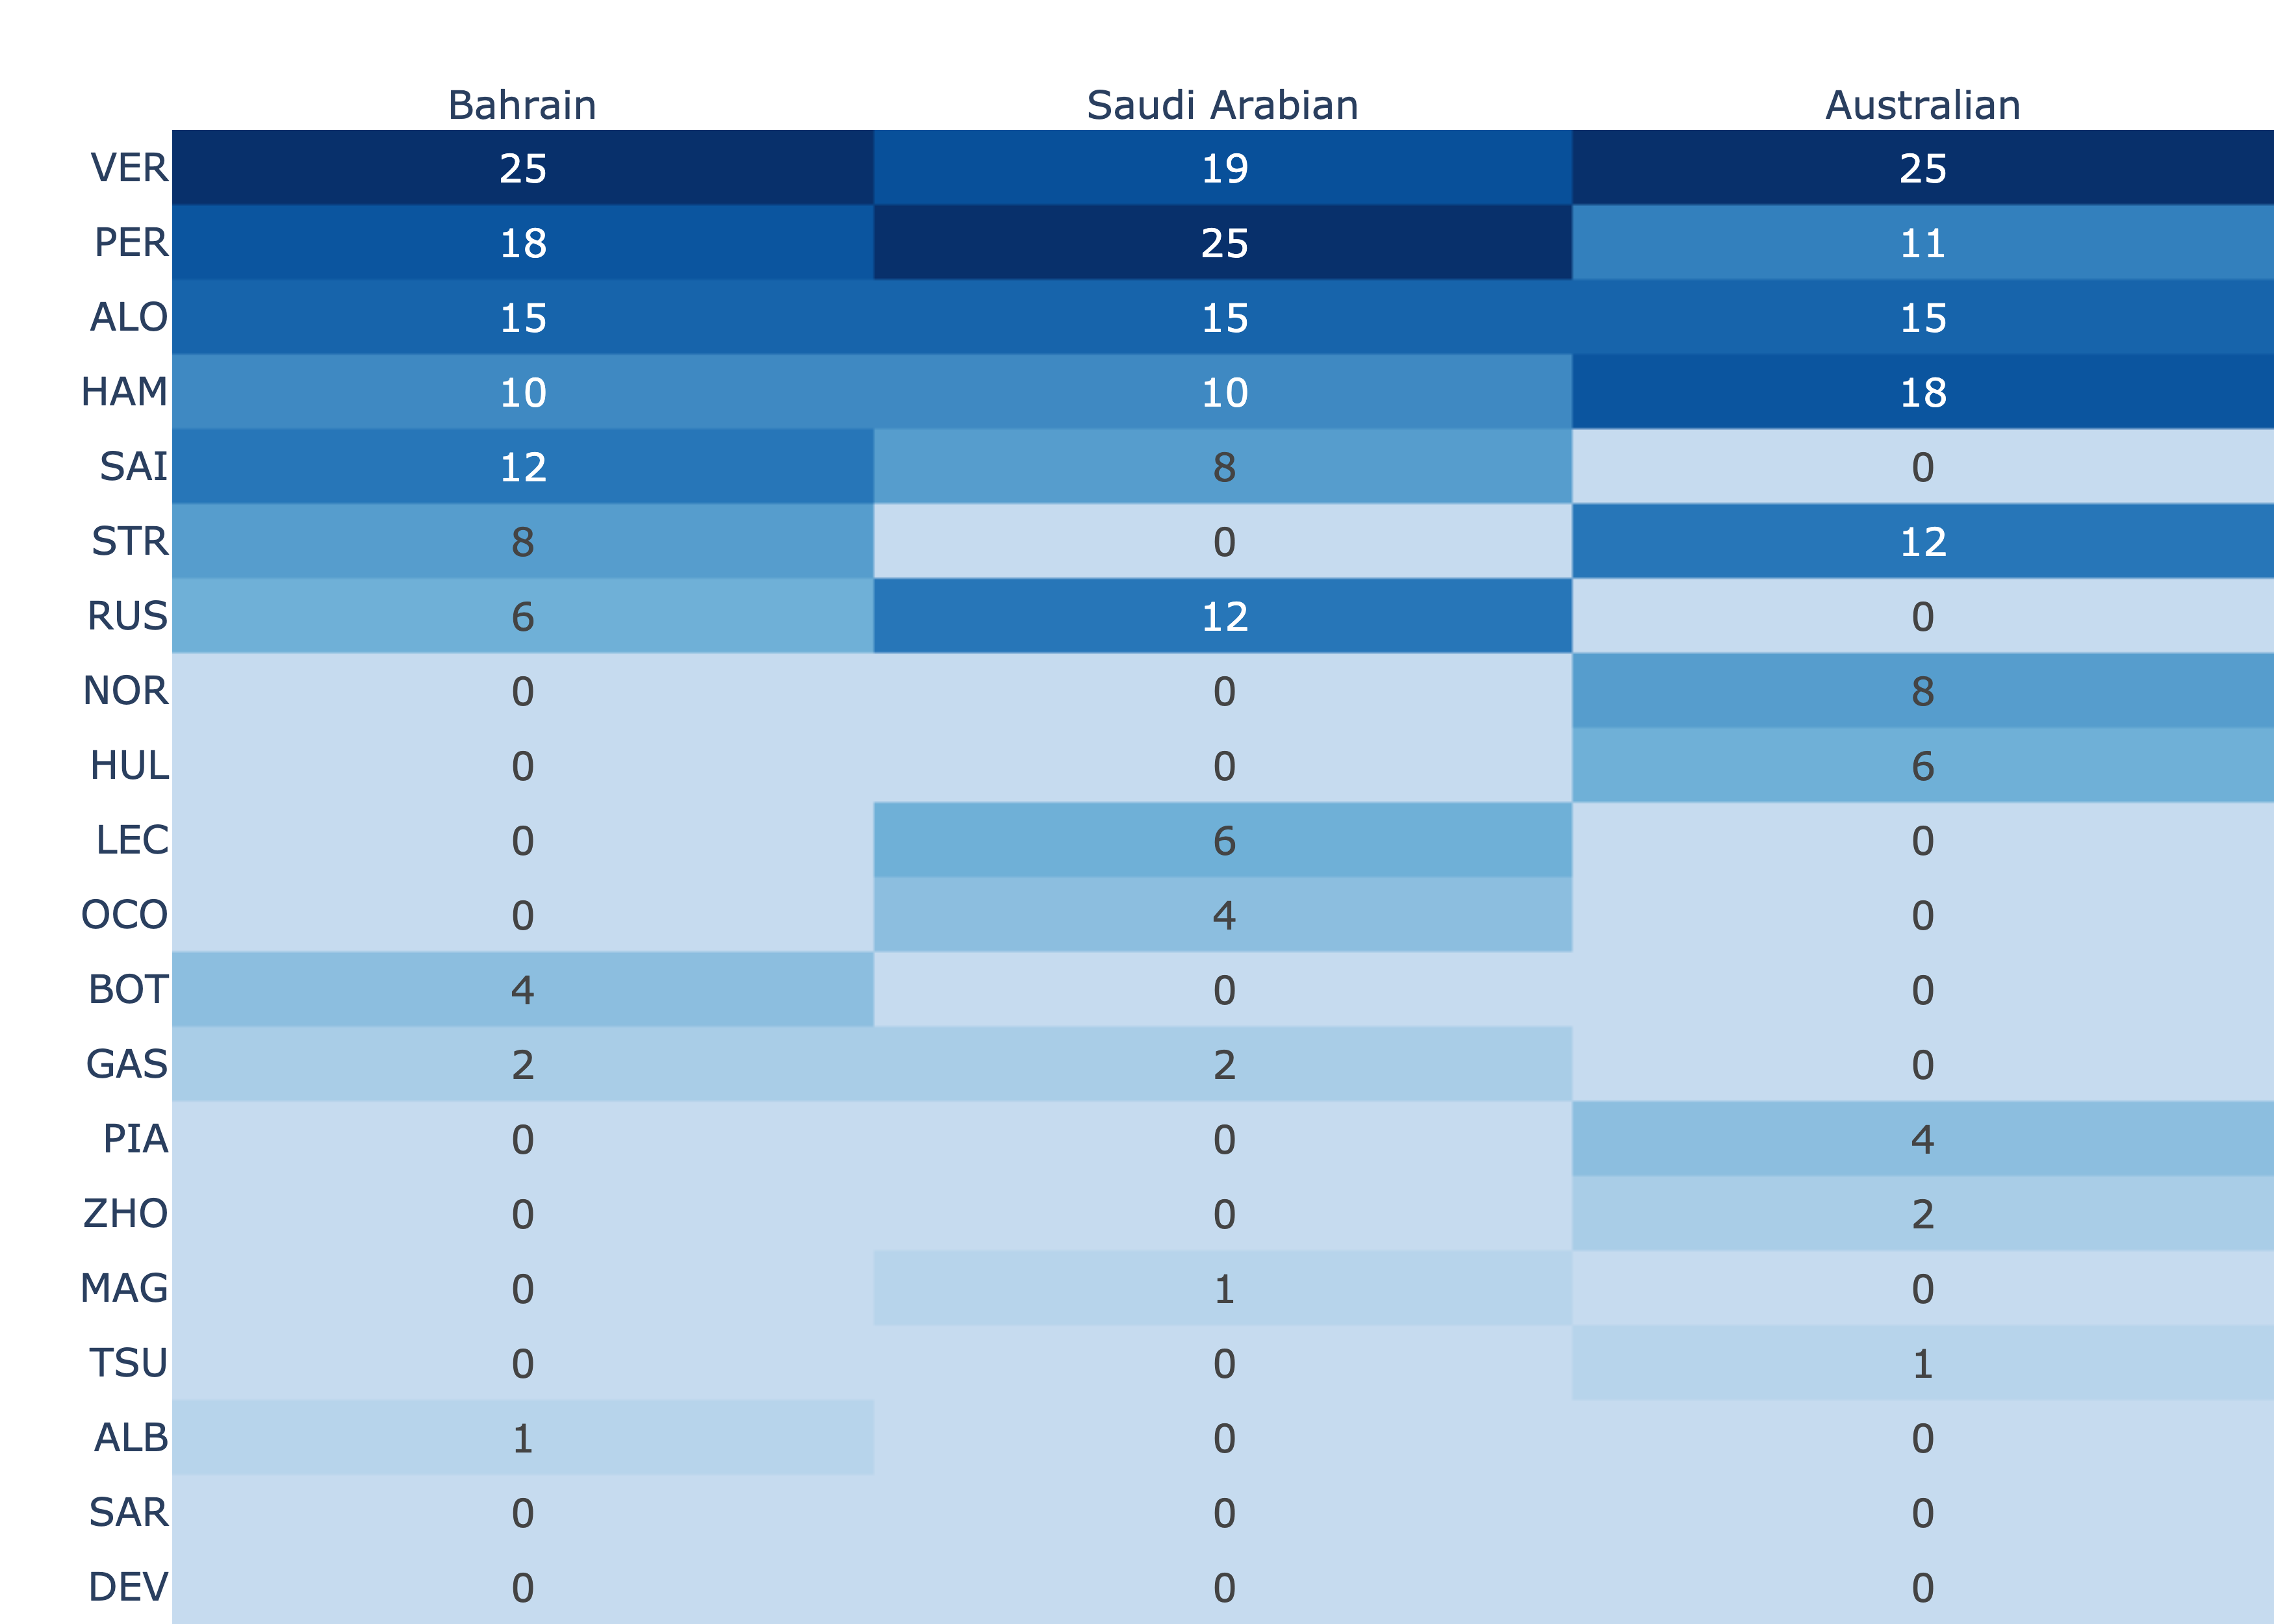 Bahrain Saudi Arabian Australian
VER 25 19 25
PER 18 25 11
ALO 15 15 15
HAM 10 10 18
SAI 12 8 0
STR 8 0 12
RUS 6 12 0
NOR 0 0 8
HUL 0 0 6
LEC 0 6 0
OCO 0 4 0
BOT 4 0 0
GAS 2 2 0
PIA 0 0 4
ZHO 0 0 2
MAG 0 1 0
TSU 0 0 1
ALB 1 0 0
SAR 0 0 0
DEV 0 0 0